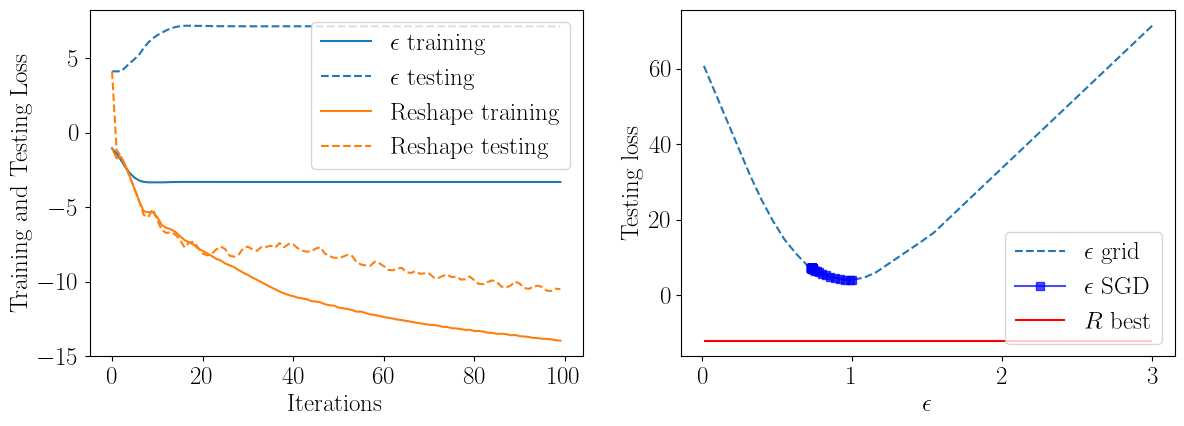 Training and Testing Loss
5
0
−5
−10
−15
0
20
40
60
80
100
Iterations
ϵ training
ϵ testing
Reshape training
Reshape testing
Testing loss
60
40
20
0
0
1
2
3
ϵ
ϵ grid
ϵ SGD
R best